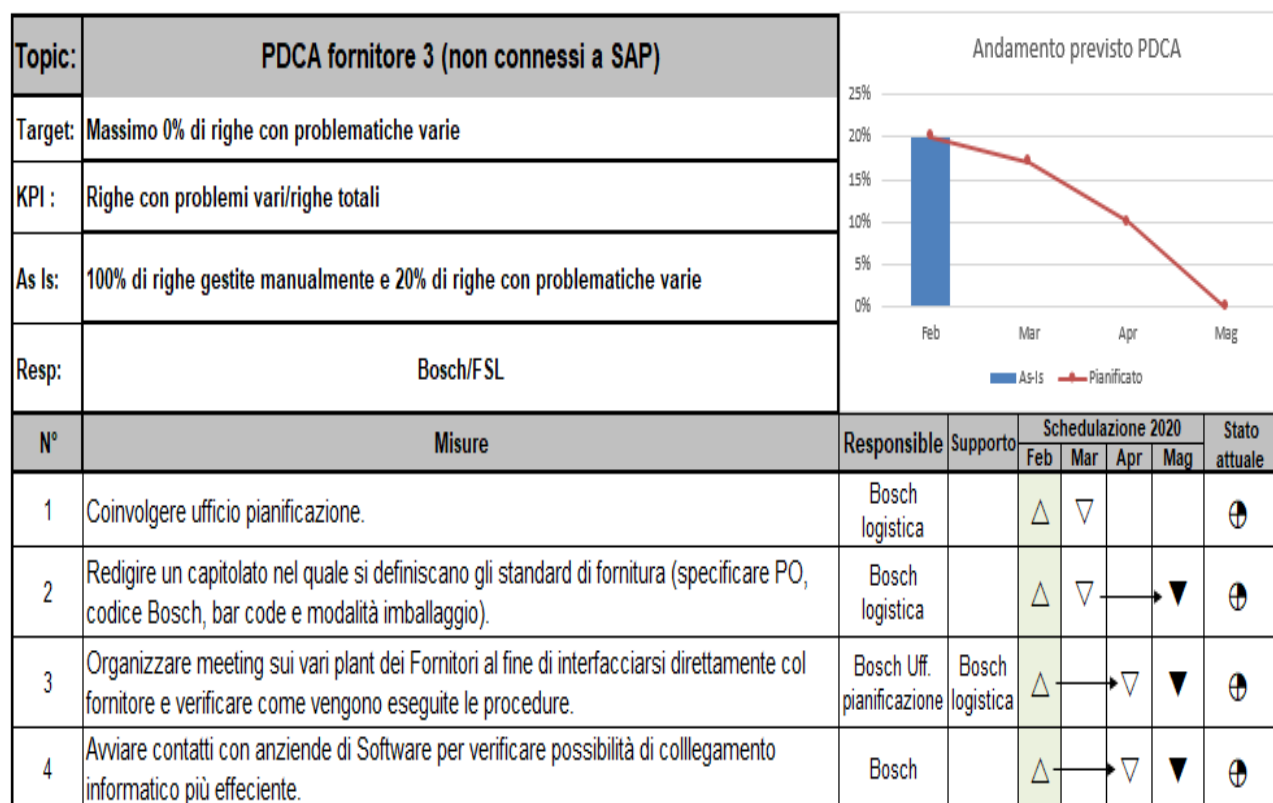 Topic: PDCA fornitore 3 (non connessi a SAP)
Target: Massimo 0% di righe con problematiche varie
KPI : Righe con problemi vari/righe totali
As Is: 100% di righe gestite manualmente e 20% di righe con problematiche varie
Resp: Bosch/FSL
Andamento previsto PDCA
25%
20%
15%
10%
5%
0%
Feb Mar Apr Mag
As-Is Pianificato
N° Misure Responsible Supporto Schedulazione 2020 Stato attuale
Feb Mar Apr Mag
1 Coinvolgere ufficio pianificazione. Bosch logistica
2 Redigire un capitolato nel quale si definiscano gli standard di fornitura (specificare PO,
codice Bosch, bar code e modalità imballaggio). Bosch logistica
3 Organizzare meeting sui vari plant dei Fornitori al fine di interfacciarsi direttamente col
fornitore e verificare come vengono eseguite le procedure. Bosch Uff. pianificazione Bosch logistica
4 Avviare contatti con anziende di Software per verificare possibilità di colllegamento
informatico più effeciente. Bosch